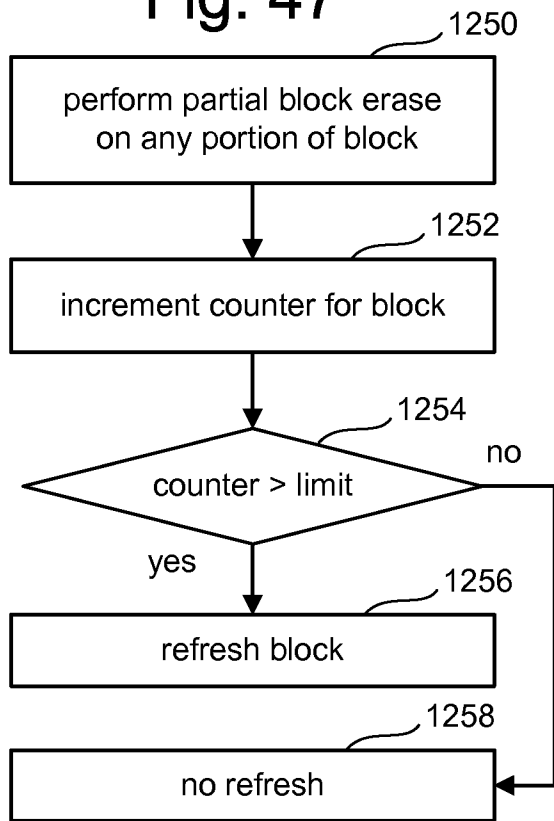 Fig. 47
1250
perform partial block erase
on any portion of block
1252
increment counter for block
1254
counter > limit
no
yes
1256
refresh block
1258
no refresh